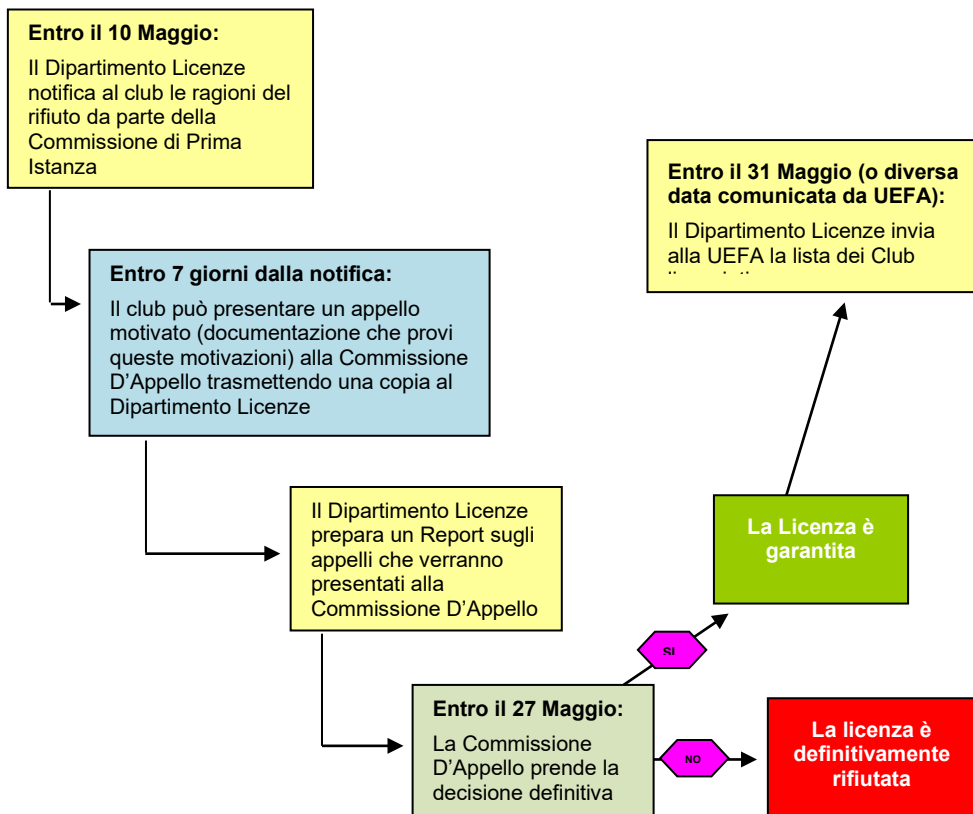 Entro il 10 Maggio:
Il Dipartimento Licenze
notifica al club le ragioni del
rifiuto da parte della
Commissione di Prima
Istanza
Entro il 31 Maggio (o diversa
data comunicata da UEFA):
Il Dipartimento Licenze invia
alla UEFA la lista dei Club
Entro 7 giorni dalla notifica:
Il club può presentare un appello
motivato (documentazione che provi
queste motivazioni) alla Commissione
D'Appello trasmettendo una copia al
Dipartimento Licenze
Il Dipartimento Licenze
prepara un Report sugli
appelli che verranno
presentati alla
Commissione D'Appello
La Licenza è
garantita
SI
Entro il 27 Maggio:
La Commissione
D'Appello prende la
decisione definitiva
NO
La licenza è
definitivamente
rifiutata